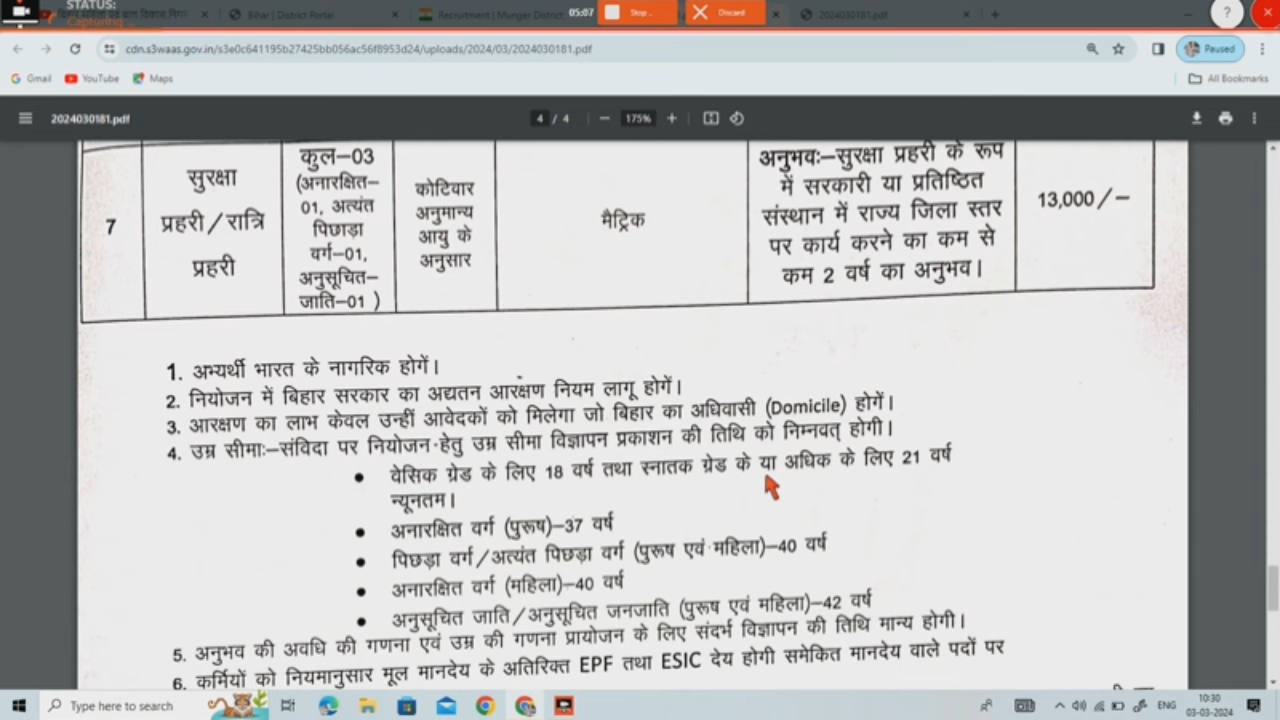 STATUS:
Capturing...
05:07
Stop ..
Discard
Bihar | District Portal
Recruitment | Munger District
2024030181.pdf
cdn.s3waas.gov.in/s3e0c641195b27425bb056ac56f8953d24/uploads/2024/03/2024030181.pdf
Paused
Gmail
YouTube
Maps
All Bookmarks
2024030181.pdf
4 / 4
175%
7
सुरक्षा
प्रहरी/रात्रि
प्रहरी
कुल–03
(अनारक्षित–
01, अत्यंत
पिछाड़ा
वर्ग–01,
अनुसूचित–
जाति–01 )
कोटिवार
अनुमान्य
आयु के
अनुसार
मैट्रिक
अनुभवः–सुरक्षा प्रहरी के रूप
में सरकारी या प्रतिष्ठित
संस्थान में राज्य जिला स्तर
पर कार्य करने का कम से
कम 2 वर्ष का अनुभव।
13,000/–
1. अभ्यर्थी भारत के नागरिक होगें।
2. नियोजन में बिहार सरकार का अद्यतन आरक्षण नियम लागू होगें।
3. आरक्षण का लाभ केवल उन्हीं आवेदकों को मिलेगा जो बिहार का अधिवासी (Domicile) होगें।
4. उम्र सीमाः–संविदा पर नियोजन हेतु उम्र सीमा विज्ञापन प्रकाशन की तिथि को निम्नवत् होगी।
● वेसिक ग्रेड के लिए 18 वर्ष तथा स्नातक ग्रेड के या अधिक के लिए 21 वर्ष
न्यूनतम।
● अनारक्षित वर्ग (पुरूष)–37 वर्ष
● पिछड़ा वर्ग/अत्यंत पिछड़ा वर्ग (पुरूष एवं महिला)–40 वर्ष
● अनारक्षित वर्ग (महिला)–40 वर्ष
● अनुसूचित जाति/अनुसूचित जनजाति (पुरूष एवं महिला)–42 वर्ष
5. अनुभव की अवधि की गणना एवं उम्र की गणना प्रायोजन के लिए संदर्भ विज्ञापन की तिथि मान्य होगी।
6. कर्मियों को नियमानुसार मूल मानदेय के अतिरिक्त EPF तथा ESIC देय होगी समेकित मानदेय वाले पदों पर
Type here to search
ENG
10:30
03-03-2024